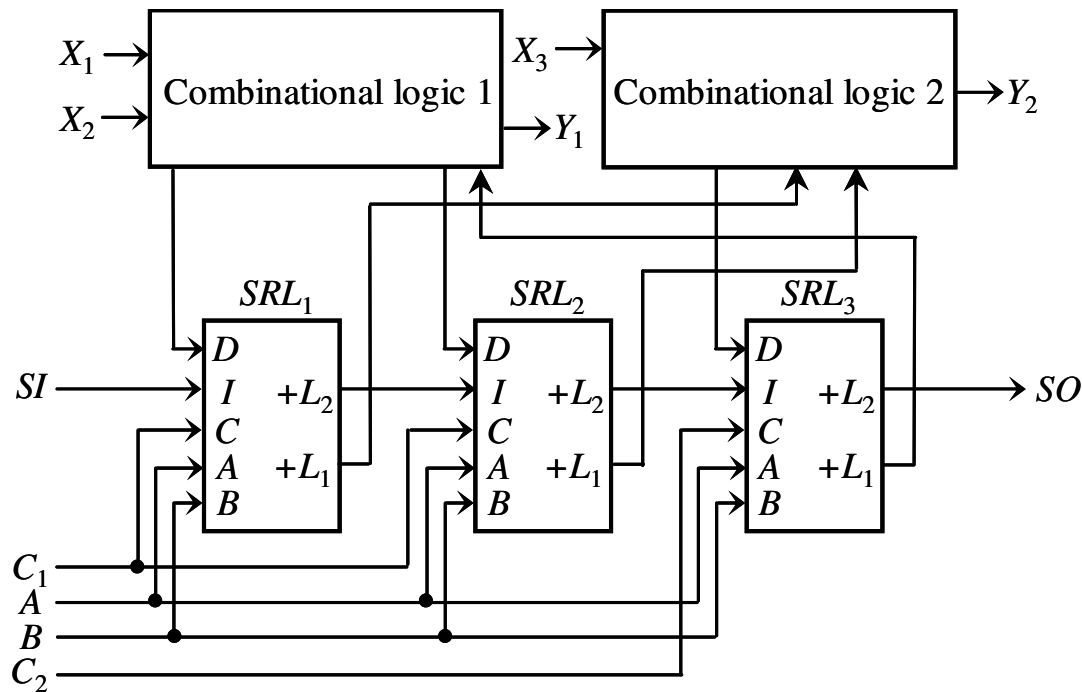 X1
X2
Combinational logic 1
Y1
X3
Combinational logic 2
Y2
SRL1
SRL2
SRL3
D
I
C
A
B
+L2
+L1
D
I
C
A
B
+L2
+L1
D
I
C
A
B
+L2
+L1
SI
SO
C1
A
B
C2